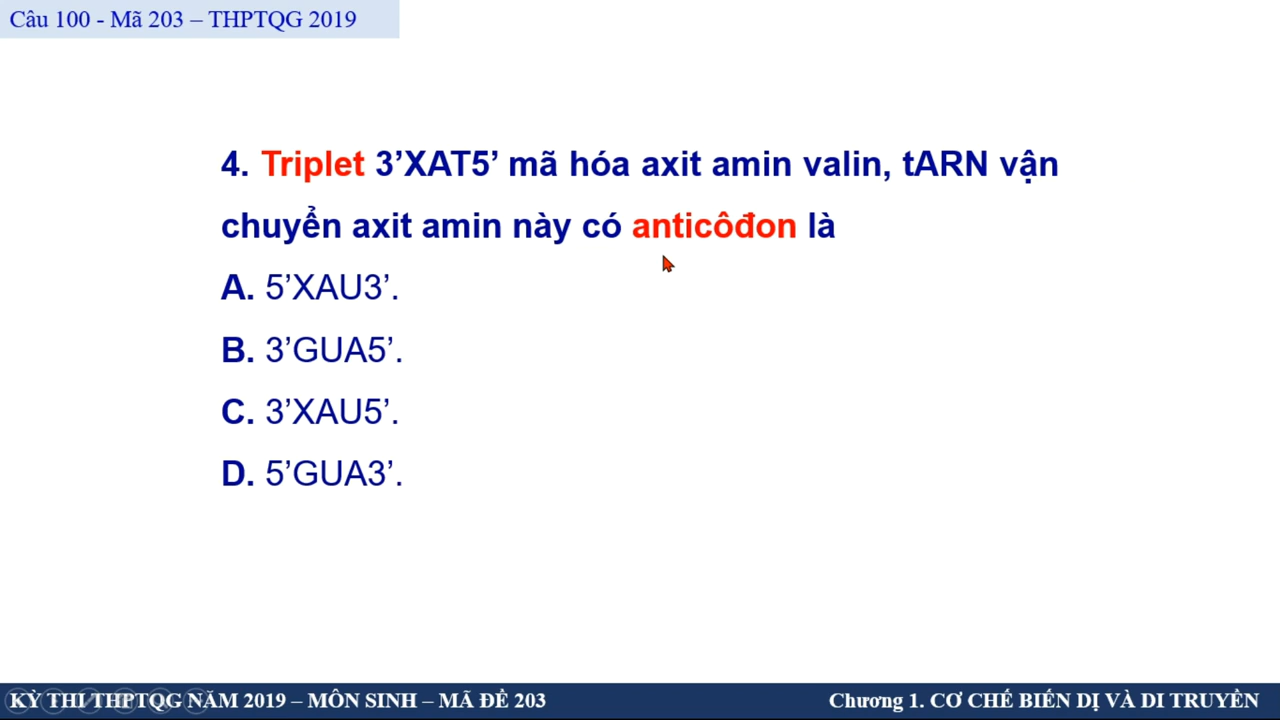 Câu 100 - Mã 203 – THPTQG 2019
4. Triplet 3’XAT5’ mã hóa axit amin valin, tARN vận
chuyển axit amin này có anticôđon là
A. 5’XAU3’.
B. 3’GUA5’.
C. 3’XAU5’.
D. 5’GUA3’.
KỲ THI THPTQG NĂM 2019 – MÔN SINH – MÃ ĐỀ 203
Chương 1. CƠ CHẾ BIẾN DỊ VÀ DI TRUYỀN